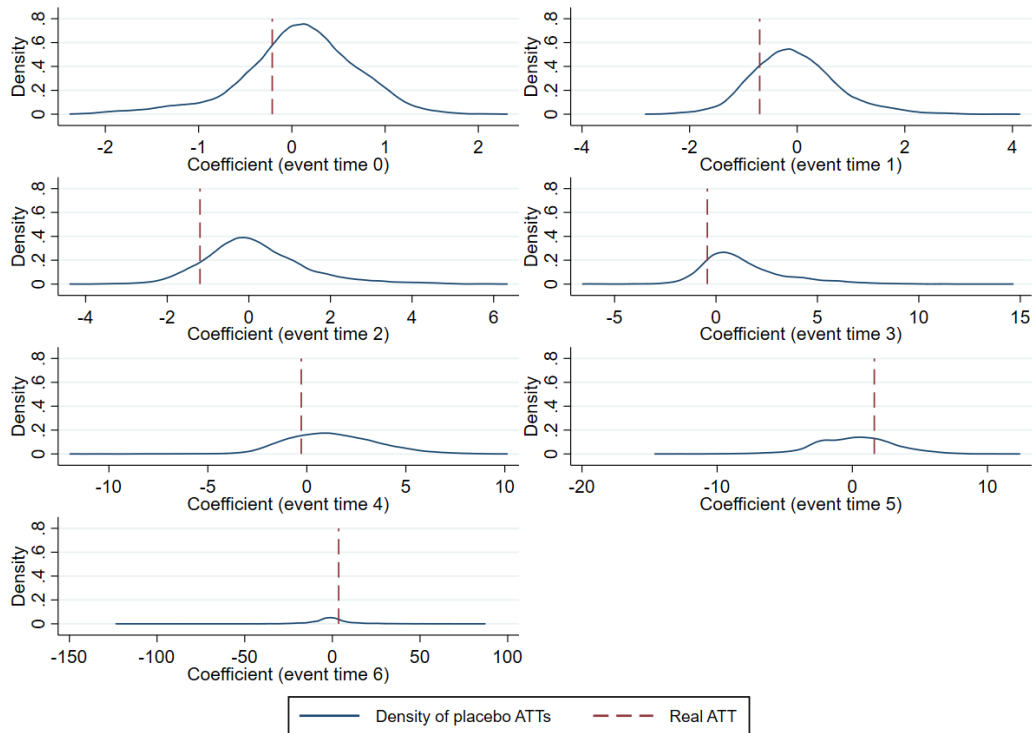 Density
0 .2 .4 .6 .8
-2 -1 0 1 2
Coefficient (event time 0)
Density
0 .2 .4 .6 .8
-4 -2 0 2 4
Coefficient (event time 1)
Density
0 .2 .4 .6 .8
-4 -2 0 2 4 6
Coefficient (event time 2)
Density
0 .2 .4 .6 .8
-5 0 5 10 15
Coefficient (event time 3)
Density
0 .2 .4 .6 .8
-10 -5 0 5 10
Coefficient (event time 4)
Density
0 .2 .4 .6 .8
-20 -10 0 10
Coefficient (event time 5)
Density
0 .2 .4 .6 .8
-150 -100 -50 0 50 100
Coefficient (event time 6)
Density of placebo ATTs Real ATT